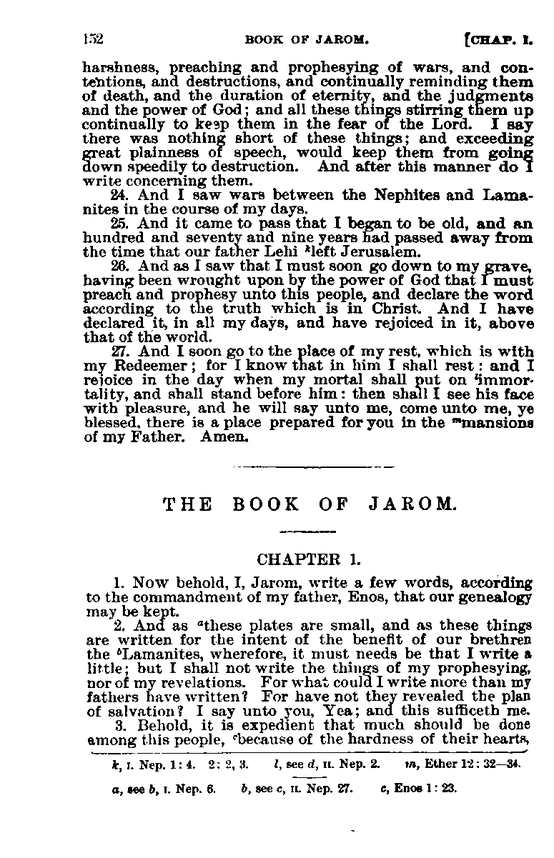 152 BOOK OF JAROM. [CHAP. 1.
harshness, preaching and prophesying of wars, and con-
tentions, and destructions, and continually reminding them
of death, and the duration of eternity, and the judgments
and the power of God; and all these things stirring them up
continually to keep them in the fear of the Lord. I say
there was nothing short of these things; and exceeding
great plainness of speech, would keep them from going
down speedily to destruction. And after this manner do I
write concerning them.
24. And I saw wars between the Nephites and Lama-
nites in the course of my days.
25. And it came to pass that I began to be old, and an
hundred and seventy and nine years had passed away from
the time that our father Lehi ᵏleft Jerusalem.
26. And as I saw that I must soon go down to my grave,
having been wrought upon by the power of God that I must
preach and prophesy unto this people, and declare the word
according to the truth which is in Christ. And I have
declared it, in all my days, and have rejoiced in it, above
that of the world.
27. And I soon go to the place of my rest, which is with
my Redeemer; for I know that in him I shall rest: and I
rejoice in the day when my mortal shall put on ˡimmor-
tality, and shall stand before him: then shall I see his face
with pleasure, and he will say unto me, come unto me, ye
blessed, there is a place prepared for you in the ᵐmansions
of my Father. Amen.
THE BOOK OF JAROM.
CHAPTER 1.
1. Now behold, I, Jarom, write a few words, according
to the commandment of my father, Enos, that our genealogy
may be kept.
2. And as ᵃthese plates are small, and as these things
are written for the intent of the benefit of our brethren
the ᵇLamanites, wherefore, it must needs be that I write a
little; but I shall not write the things of my prophesying,
nor of my revelations. For what could I write more than my
fathers have written? For have not they revealed the plan
of salvation? I say unto you, Yea; and this sufficeth me.
3. Behold, it is expedient that much should be done
among this people, ᶜbecause of the hardness of their hearts,
k, I. Nep. 1: 4. 2: 2, 3. l, see d, II. Nep. 2. m, Ether 12: 32—34.
a, see b, I. Nep. 6. b, see c, II. Nep. 27. c, Enos 1: 23.